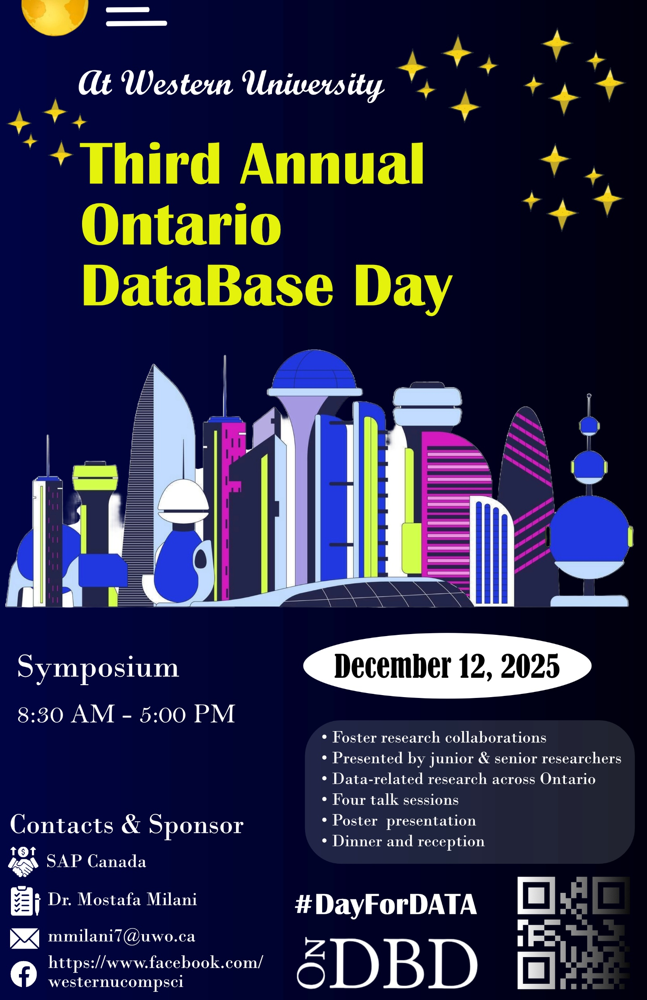 At Western University
Third Annual
Ontario
DataBase Day
Symposium
8:30 AM - 5:00 PM
December 12, 2025
• Foster research collaborations
• Presented by junior & senior researchers
• Data-related research across Ontario
• Four talk sessions
• Poster presentation
• Dinner and reception
Contacts & Sponsor
SAP Canada
Dr. Mostafa Milani
mmilani7@uwo.ca
https://www.facebook.com/
westernucompsci
#DayForDATA
ON DBD